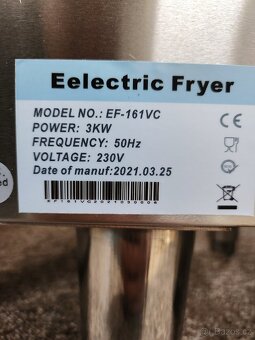 Eelectric Fryer
MODEL NO.: EF-161VC
POWER: 3KW
FREQUENCY: 50Hz
VOLTAGE: 230V
Date of manuf:2021.03.25
CE